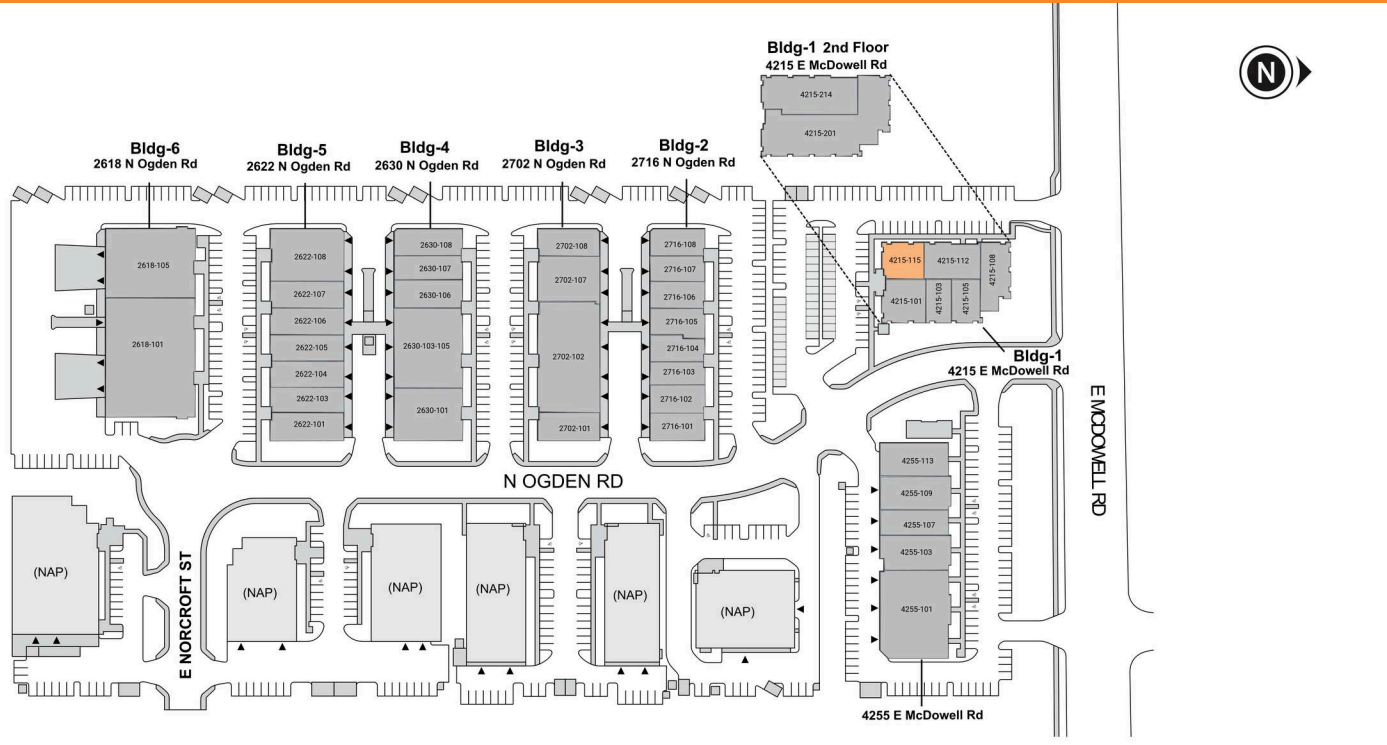 N
Bldg-1 2nd Floor
4215 E McDowell Rd
4215-214
4215-201
Bldg-6
2618 N Ogden Rd
Bldg-5
2622 N Ogden Rd
Bldg-4
2630 N Ogden Rd
Bldg-3
2702 N Ogden Rd
Bldg-2
2716 N Ogden Rd
2618-105
2618-101
2622-108
2622-107
2622-106
2622-105
2622-104
2622-103
2622-101
2630-108
2630-107
2630-106
2630-103-105
2630-101
2702-108
2702-107
2702-102
2702-101
2716-108
2716-107
2716-106
2716-105
2716-104
2716-103
2716-102
2716-101
4215-115
4215-112
4215-108
4215-101
4215-103
4215-105
Bldg-1
4215 E McDowell Rd
E MCDOWELL RD
N OGDEN RD
4255-113
4255-109
4255-107
4255-103
4255-101
4255 E McDowell Rd
E NORCROFT ST
(NAP)
(NAP)
(NAP)
(NAP)
(NAP)
(NAP)